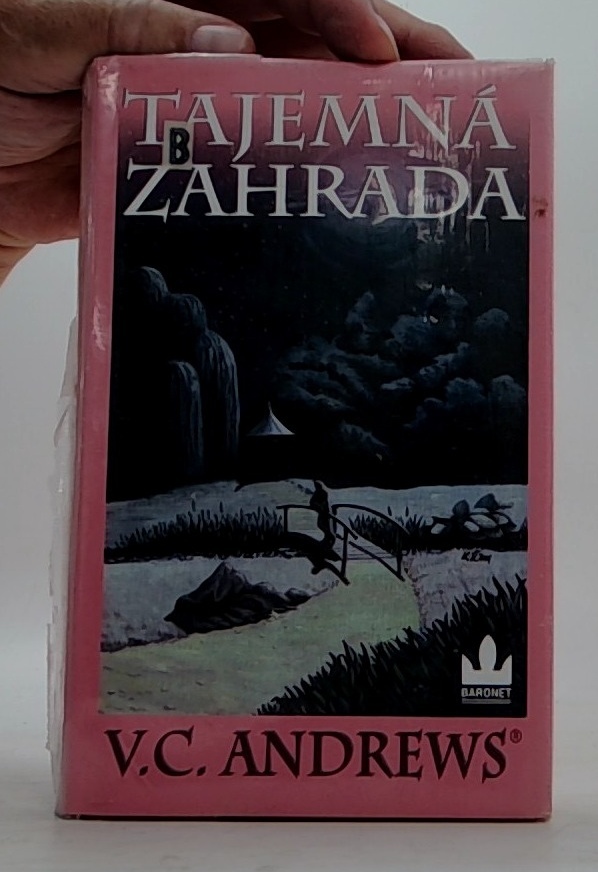 TAJEMNÁ
B
ZAHRADA
BARONET
V.C. ANDREWS®